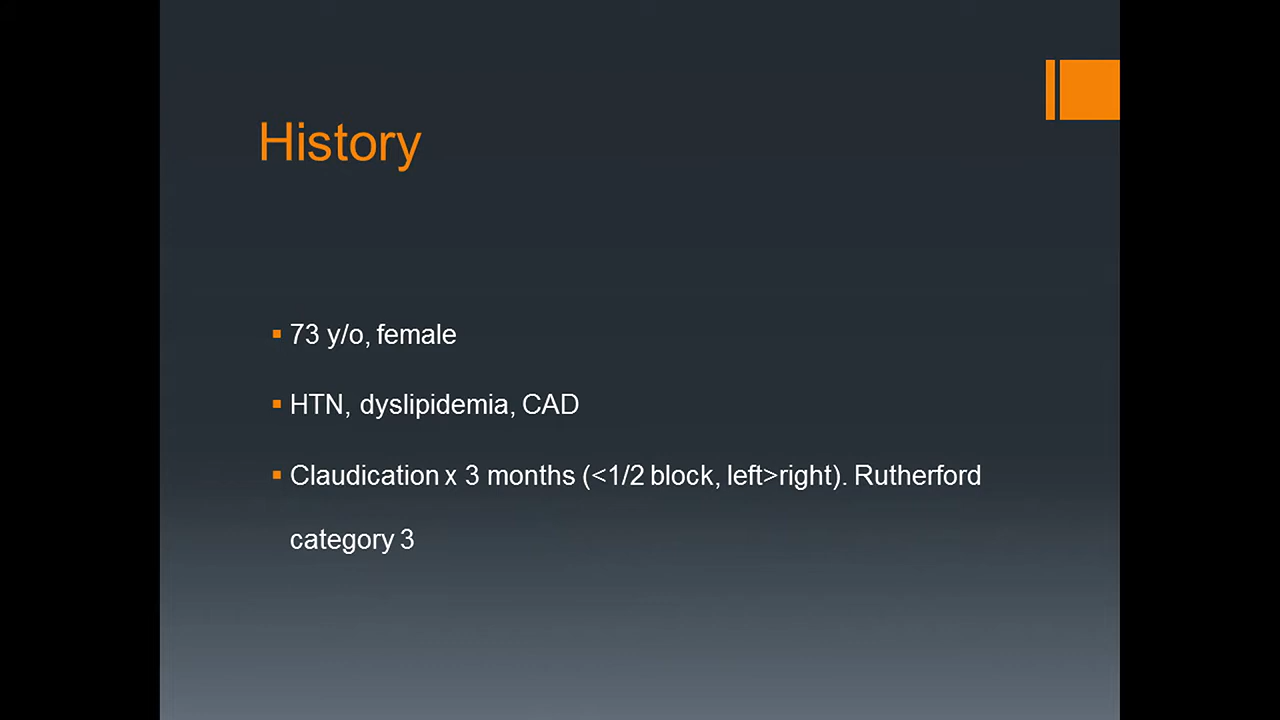 History
73 y/o, female
HTN, dyslipidemia, CAD
Claudication x 3 months (<1/2 block, left>right). Rutherford
category 3